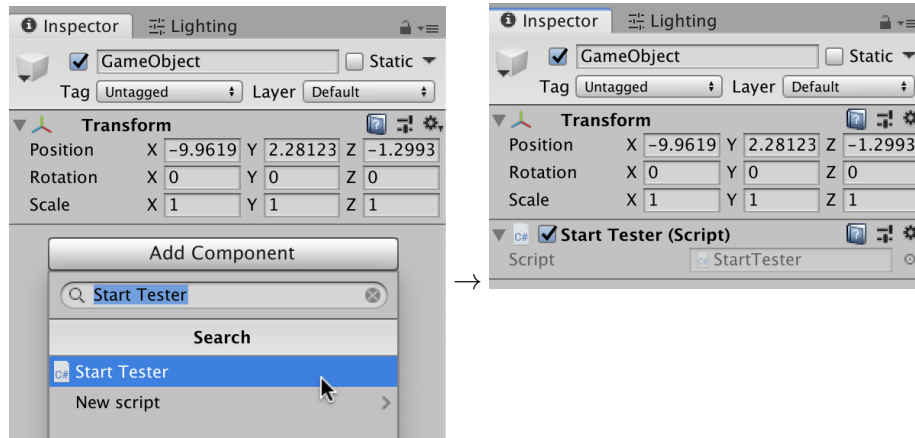 Inspector Lighting
GameObject Static
Tag Untagged Layer Default
Transform
Position X -9.9619 Y 2.28123 Z -1.2993
Rotation X 0 Y 0 Z 0
Scale X 1 Y 1 Z 1
Add Component
Start Tester
Search
C# Start Tester
New script
→
Inspector Lighting
GameObject Static
Tag Untagged Layer Default
Transform
Position X -9.9619 Y 2.28123 Z -1.2993
Rotation X 0 Y 0 Z 0
Scale X 1 Y 1 Z 1
C# Start Tester (Script)
Script C# StartTester